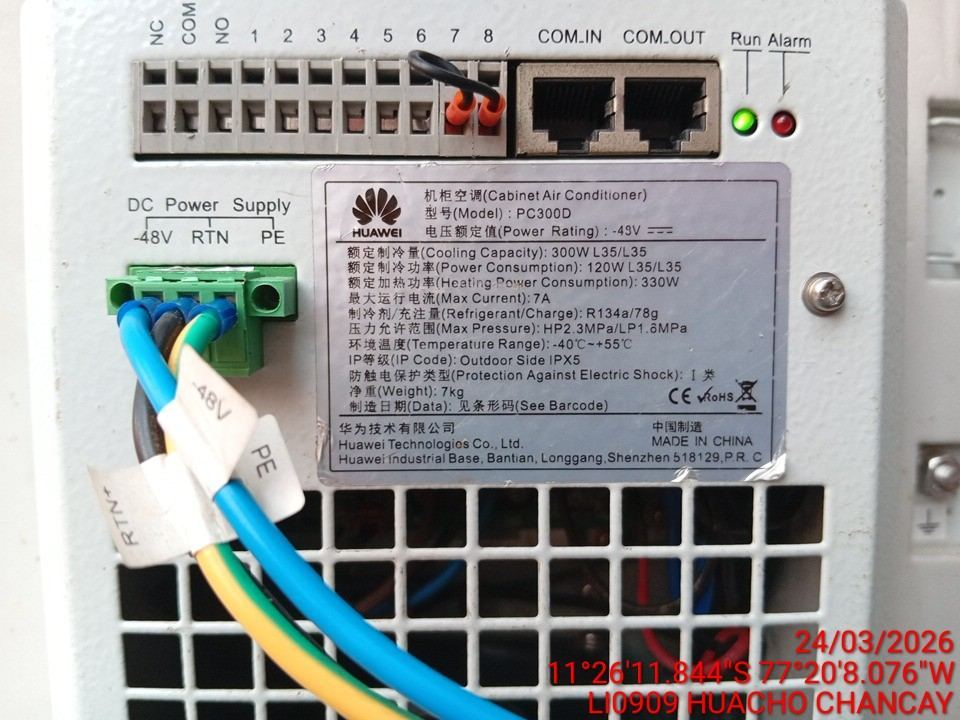 NC COM NO 1 2 3 4 5 6 7 8 COM_IN COM_OUT Run Alarm
DC Power Supply
-48V RTN PE
HUAWEI
机柜空调(Cabinet Air Conditioner)
型号(Model) : PC300D
电压额定值(Power Rating) : -48V
额定制冷量(Cooling Capacity): 300W L35/L35
额定制冷功率(Power Consumption): 120W L35/L35
额定加热功率(Heating Power Consumption): 330W
最大运行电流(Max Current): 7A
制冷剂/充注量(Refrigerant/Charge): R134a/78g
压力允许范围(Max Pressure): HP2.3MPa/LP1.6MPa
环境温度(Temperature Range): -40℃~+55℃
IP等级(IP Code): Outdoor Side IPX5
防触电保护类型(Protection Against Electric Shock): I 类
净重(Weight): 7kg
制造日期(Data): 见条形码(See Barcode)
CE RoHS
华为技术有限公司
中国制造
Huawei Technologies Co., Ltd.
MADE IN CHINA
Huawei Industrial Base, Bantian, Longgang, Shenzhen 518129, P.R.C
-48V
PE
RTN+
24/03/2026
11°26'11.844"S 77°20'8.076"W
LI0909 HUACHO CHANCAY